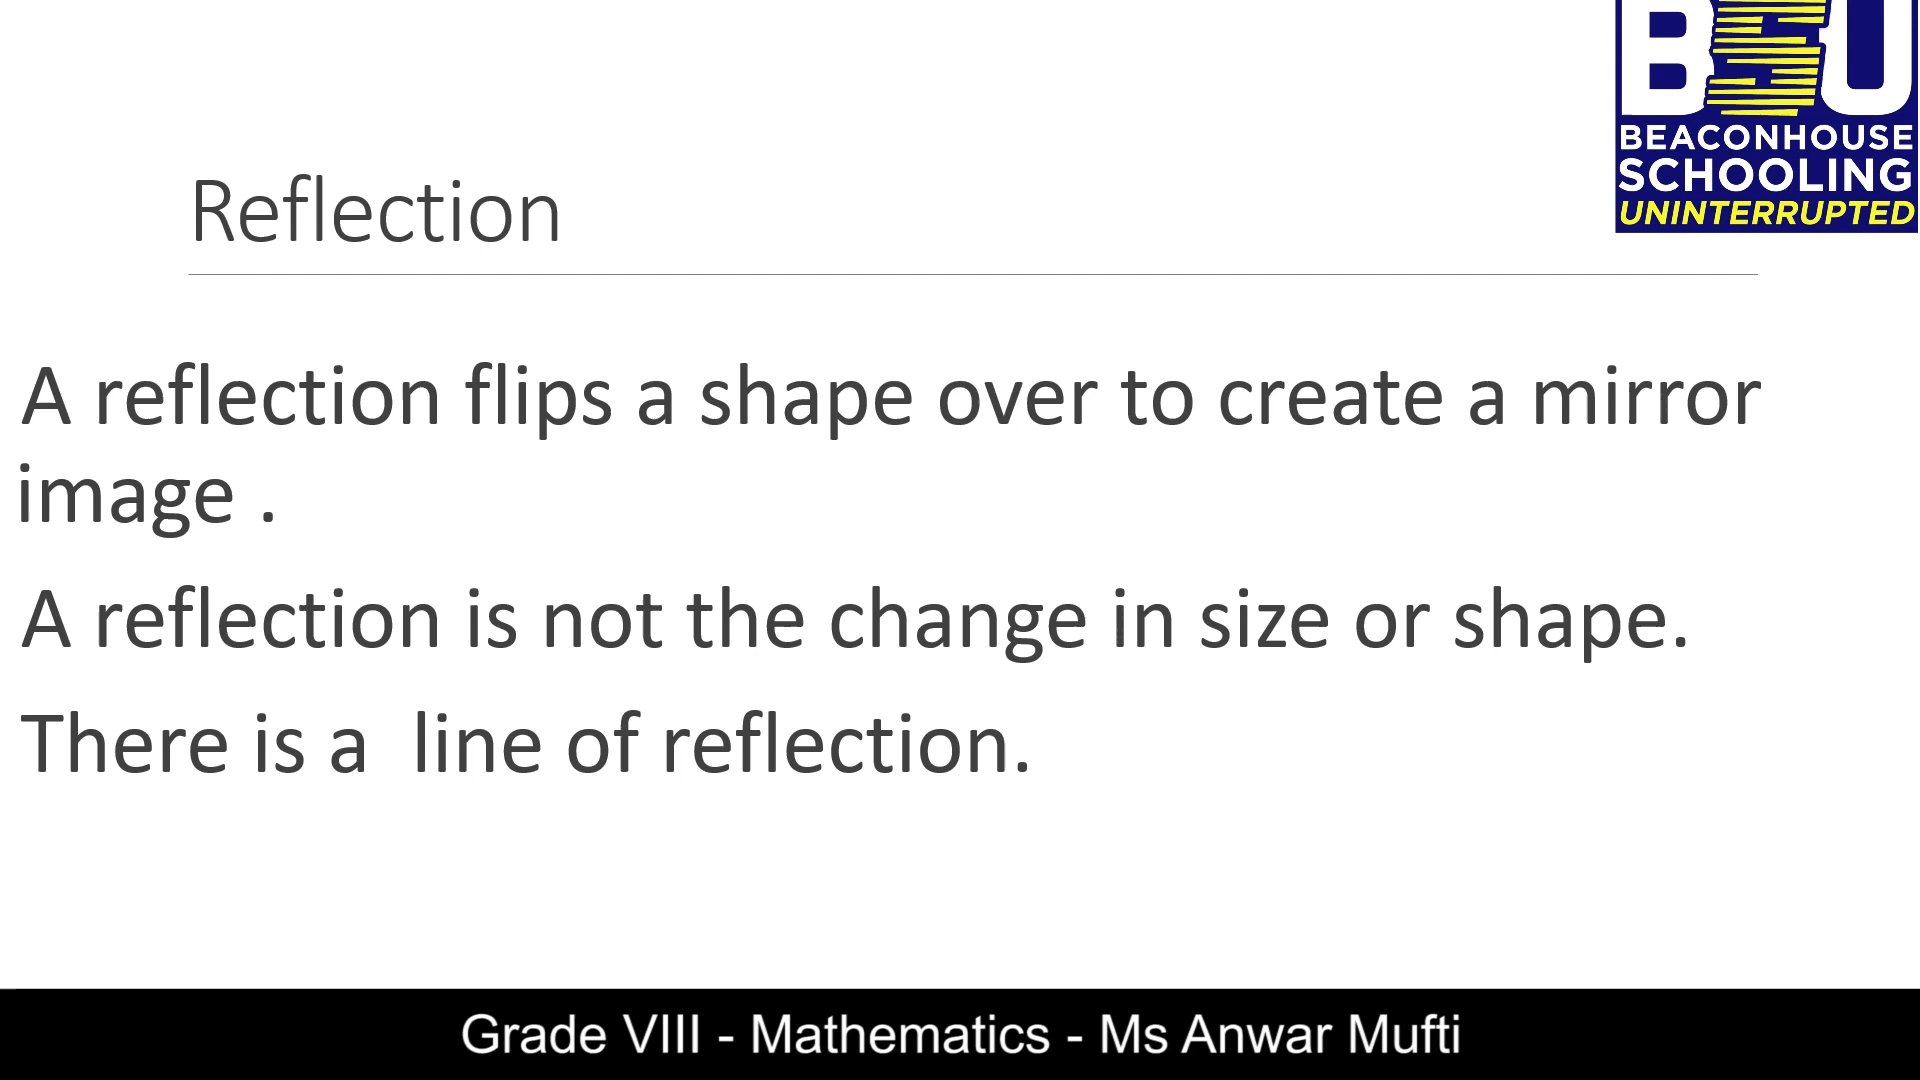 BSU
BEACONHOUSE
SCHOOLING
UNINTERRUPTED
Reflection
A reflection flips a shape over to create a mirror
image .
A reflection is not the change in size or shape.
There is a  line of reflection.
Grade VIII - Mathematics - Ms Anwar Mufti